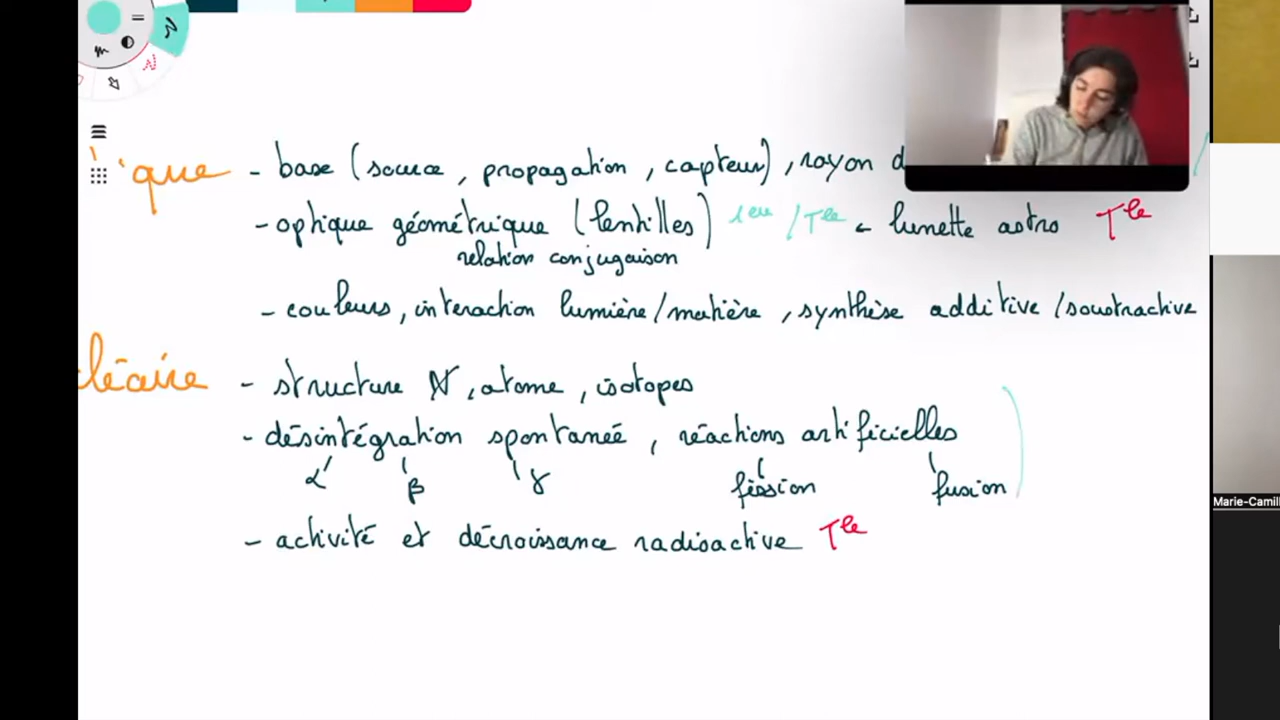 que - base (source, propagation, capteur), rayon d
- optique géométrique (lentilles) 1ere / Tle - lunette astro Tle
relation conjugaison
- couleurs, interaction lumière/matière, synthèse additive /soustractive
léaire - structure N, atome, isotopes
- désintégration spontanée, réactions artificielles
α β γ fission fusion
- activité et décroissance radioactive Tle
Marie-Camill